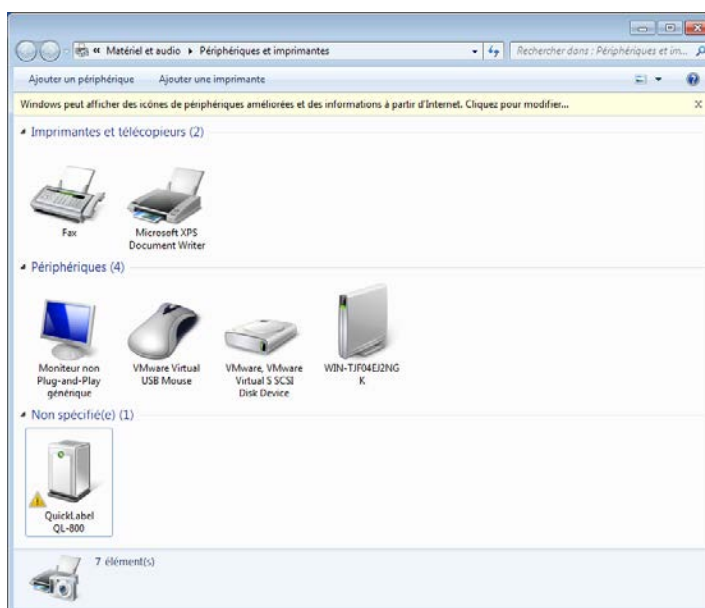 « Matériel et audio ▸ Périphériques et imprimantes
Rechercher dans : Périphériques et im...
Ajouter un périphérique Ajouter une imprimante
Windows peut afficher des icônes de périphériques améliorées et des informations à partir d'Internet. Cliquez pour modifier...
Imprimantes et télécopieurs (2)
Fax
Microsoft XPS
Document Writer
Périphériques (4)
Moniteur non
Plug-and-Play
générique
VMware Virtual
USB Mouse
VMware, VMware
Virtual S SCSI
Disk Device
WIN-TJF04EJ2NG
K
Non spécifié(e) (1)
QuickLabel
QL-800
7 élément(s)